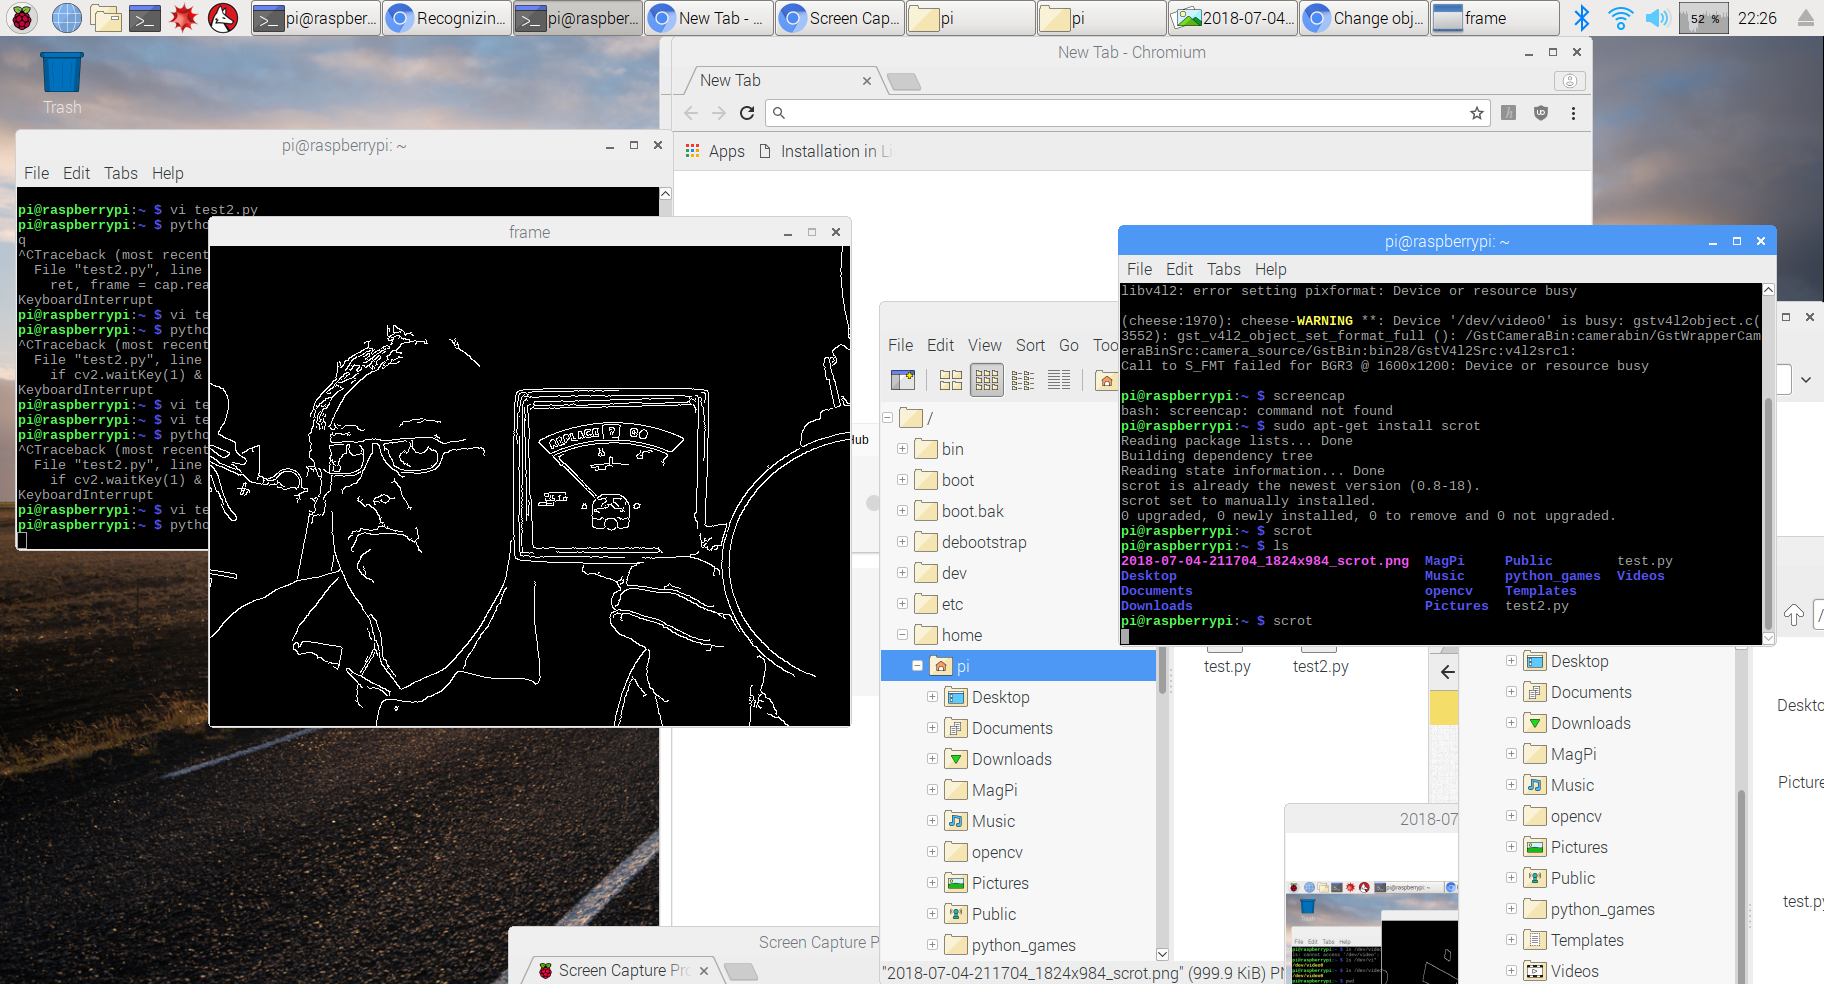 pi@raspber...
Recognizin...
pi@raspber...
New Tab - ...
Screen Cap...
pi
pi
2018-07-04...
Change obj...
frame
52 %
22:26
Trash
New Tab - Chromium
New Tab
Apps
Installation in Li
pi@raspberrypi: ~
File Edit Tabs Help
pi@raspberrypi:~ $ vi test2.py
pi@raspberrypi:~ $ pytho
q
^CTraceback (most recent
File "test2.py", line
ret, frame = cap.rea
KeyboardInterrupt
pi@raspberrypi:~ $ vi te
pi@raspberrypi:~ $ pytho
^CTraceback (most recent
File "test2.py", line
if cv2.waitKey(1) &
KeyboardInterrupt
pi@raspberrypi:~ $ vi te
pi@raspberrypi:~ $ vi te
pi@raspberrypi:~ $ pytho
^CTraceback (most recent
File "test2.py", line
if cv2.waitKey(1) &
KeyboardInterrupt
pi@raspberrypi:~ $ vi te
pi@raspberrypi:~ $ pytho
frame
REPLACE ?
pi@raspberrypi: ~
File Edit Tabs Help
libv4l2: error setting pixformat: Device or resource busy
(cheese:1970): cheese-WARNING **: Device '/dev/video0' is busy: gstv4l2object.c(
3552): gst_v4l2_object_set_format_full (): /GstCameraBin:camerabin/GstWrapperCam
eraBinSrc:camera_source/GstBin:bin28/GstV4l2Src:v4l2src1:
Call to S_FMT failed for BGR3 @ 1600x1200: Device or resource busy
pi@raspberrypi:~ $ screencap
bash: screencap: command not found
pi@raspberrypi:~ $ sudo apt-get install scrot
Reading package lists... Done
Building dependency tree
Reading state information... Done
scrot is already the newest version (0.8-18).
scrot set to manually installed.
0 upgraded, 0 newly installed, 0 to remove and 0 not upgraded.
pi@raspberrypi:~ $ scrot
pi@raspberrypi:~ $ ls
2018-07-04-211704_1824x984_scrot.png MagPi Public test.py
Desktop Music python_games Videos
Documents opencv Templates
Downloads Pictures test2.py
pi@raspberrypi:~ $ scrot
File Edit View Sort Go Too
/
bin
boot
boot.bak
debootstrap
dev
etc
home
pi
Desktop
Documents
Downloads
MagPi
Music
opencv
Pictures
Public
python_games
"2018-07-04-211704_1824x984_scrot.png" (999.9 KiB) PN
test.py
test2.py
2018-07
Desktop
Documents
Downloads
MagPi
Music
opencv
Pictures
Public
python_games
Templates
Videos
Deskto
Picture
test.py
Screen Capture P
Screen Capture Pro